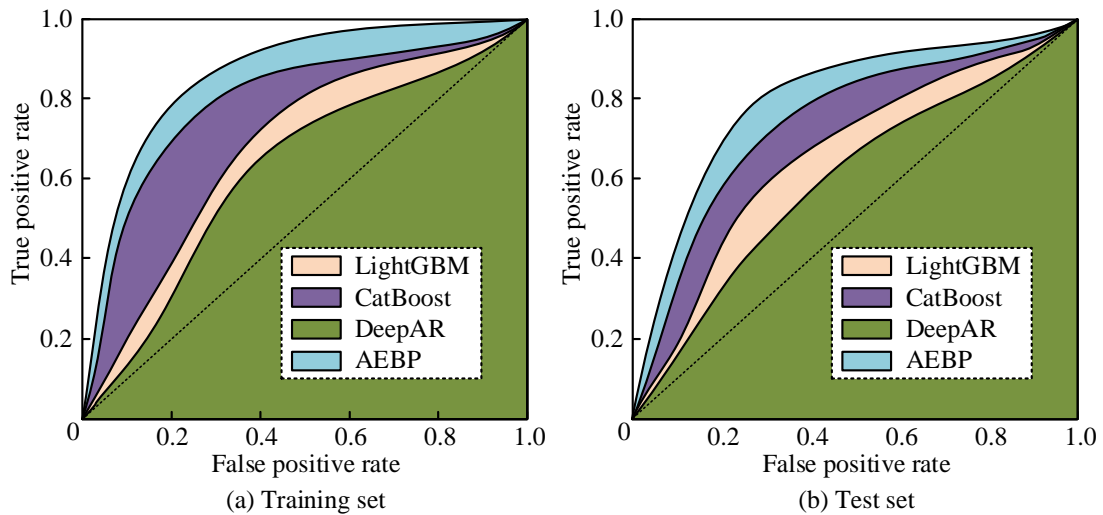 1.0
0.8
0.6
0.4
0.2
0
0.2
0.4
0.6
0.8
1.0
True positive rate
False positive rate
LightGBM
CatBoost
DeepAR
AEBP
(a) Training set
1.0
0.8
0.6
0.4
0.2
0
0.2
0.4
0.6
0.8
1.0
True positive rate
False positive rate
LightGBM
CatBoost
DeepAR
AEBP
(b) Test set